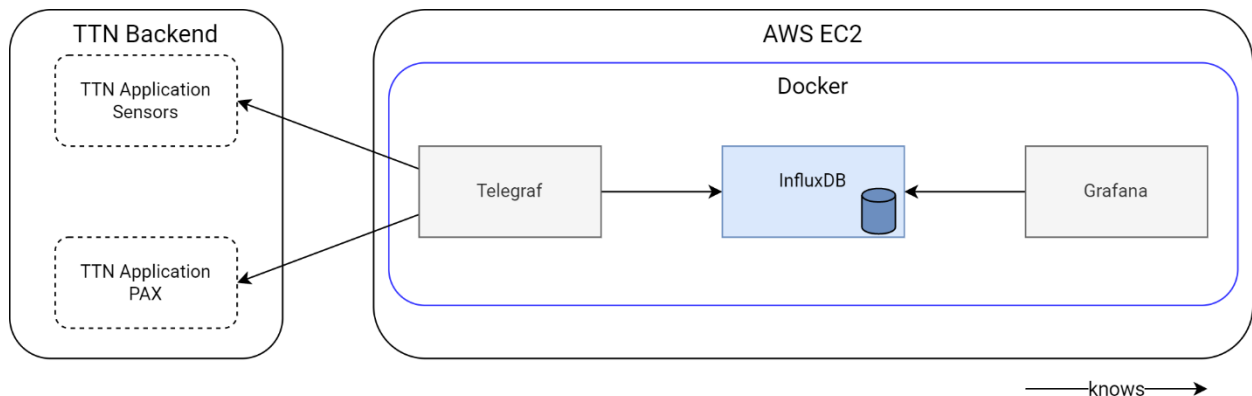 TTN Backend
TTN Application
Sensors
TTN Application
PAX
AWS EC2
Docker
Telegraf
InfluxDB
Grafana
knows